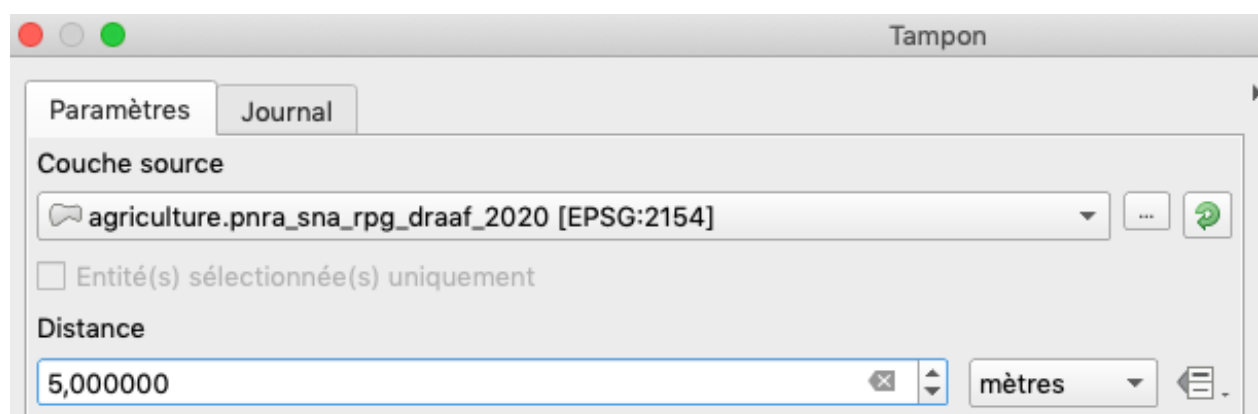 Tampon
Paramètres Journal
Couche source
agriculture.pnra_sna_rpg_draaf_2020 [EPSG:2154] ...
Entité(s) sélectionnée(s) uniquement
Distance
5,000000 mètres